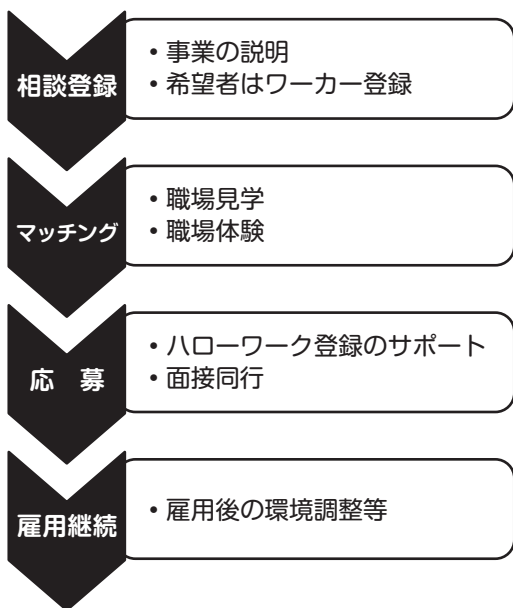 相談登録
・事業の説明
・希望者はワーカー登録
マッチング
・職場見学
・職場体験
応　募
・ハローワーク登録のサポート
・面接同行
雇用継続
・雇用後の環境調整等